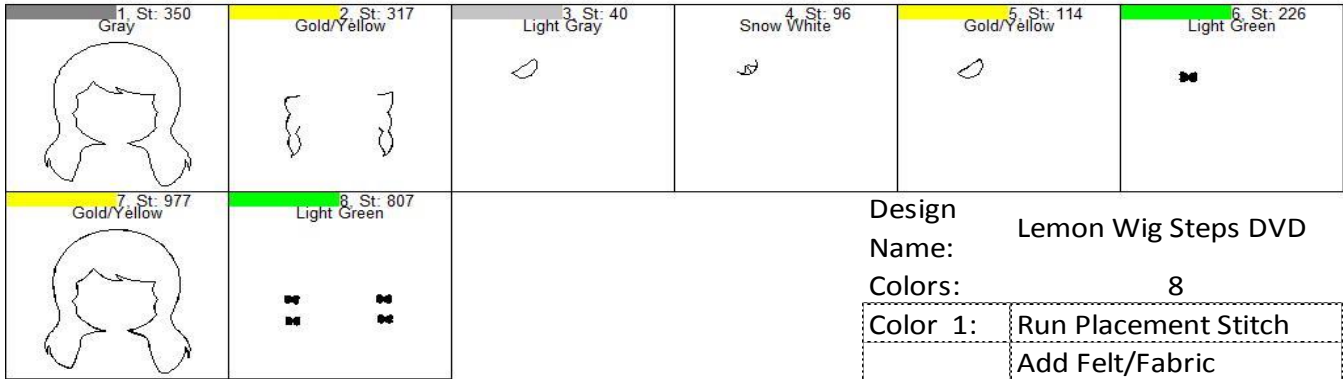 1, St: 350
Gray
2, St: 317
Gold/Yellow
3, St: 40
Light Gray
4, St: 96
Snow White
5, St: 114
Gold/Yellow
6, St: 226
Light Green
7, St: 977
Gold/Yellow
8, St: 807
Light Green
Design Name: Lemon Wig Steps DVD
Colors: 8
Color 1: Run Placement Stitch
Add Felt/Fabric